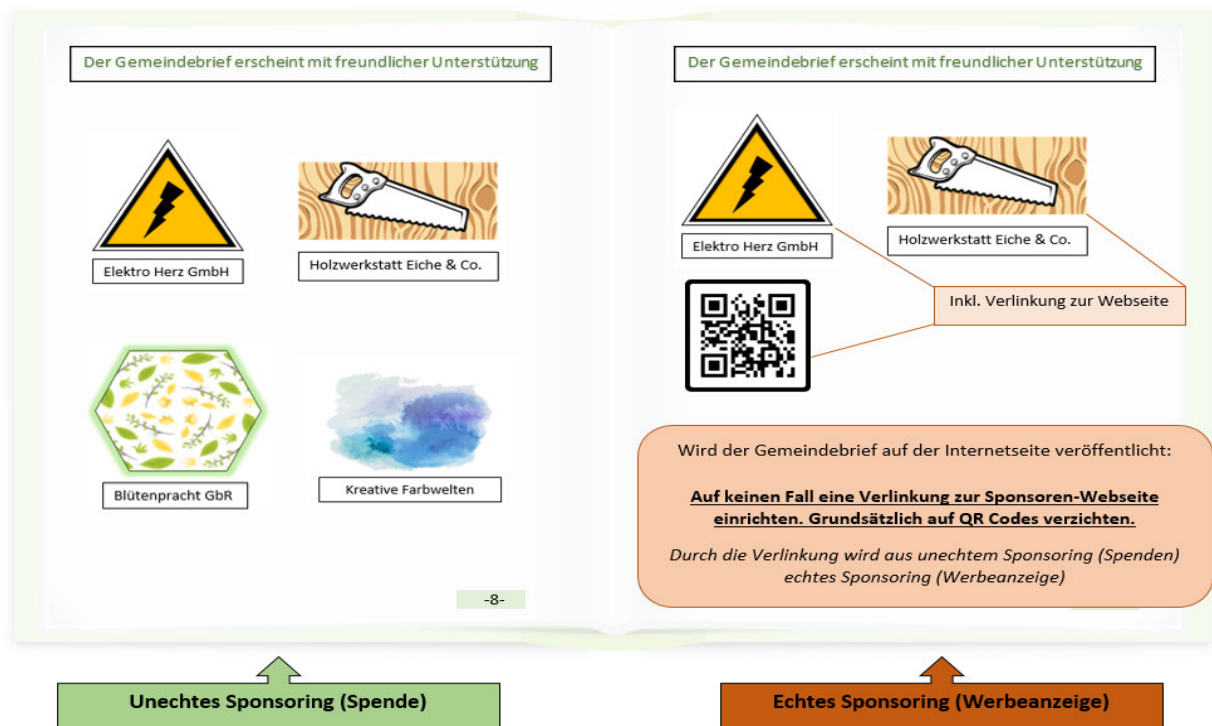 Der Gemeindebrief erscheint mit freundlicher Unterstützung
Elektro Herz GmbH
Holzwerkstatt Eiche & Co.
Blütenpracht GbR
Kreative Farbwelten
-8-
Der Gemeindebrief erscheint mit freundlicher Unterstützung
Elektro Herz GmbH
Holzwerkstatt Eiche & Co.
Inkl. Verlinkung zur Webseite
Wird der Gemeindebrief auf der Internetseite veröffentlicht:
Auf keinen Fall eine Verlinkung zur Sponsoren-Webseite
einrichten. Grundsätzlich auf QR Codes verzichten.
Durch die Verlinkung wird aus unechtem Sponsoring (Spenden)
echtes Sponsoring (Werbeanzeige)
Unechtes Sponsoring (Spende)
Echtes Sponsoring (Werbeanzeige)